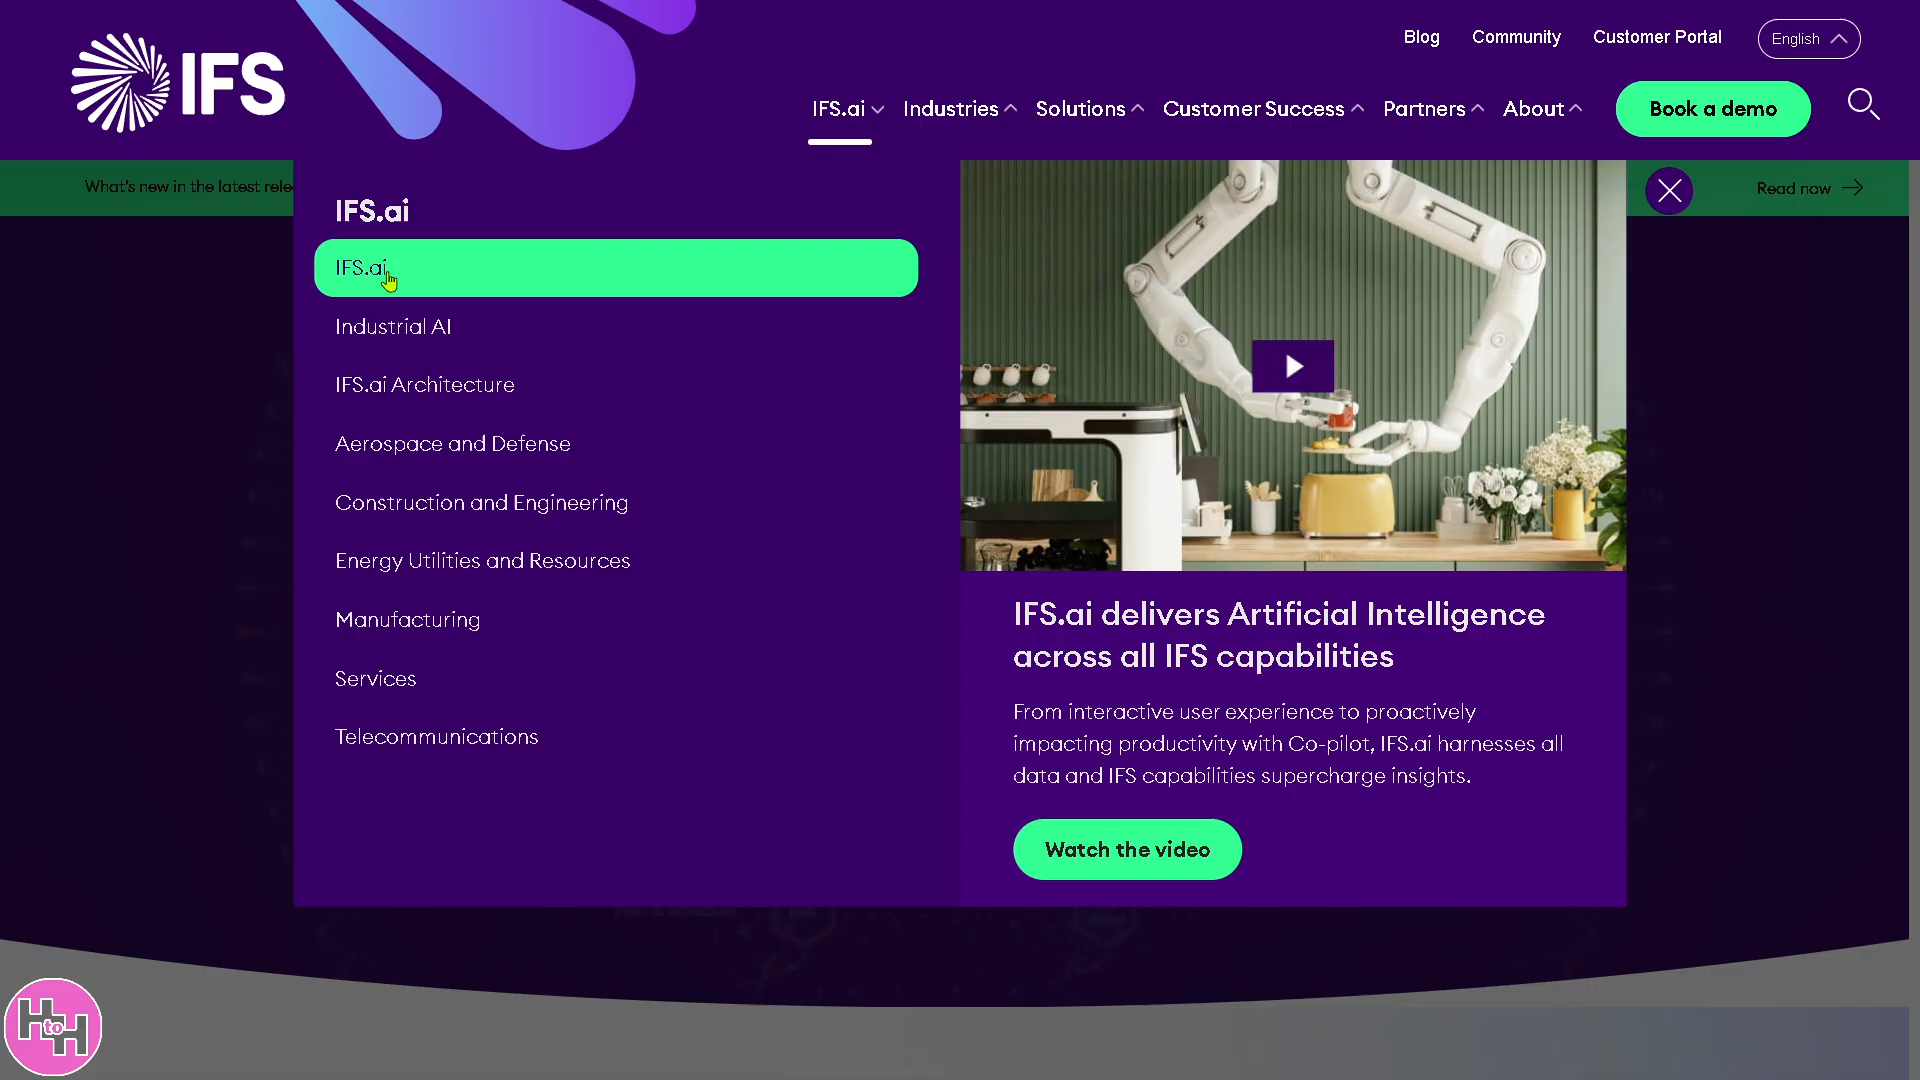 IFS
Blog
Community
Customer Portal
English
IFS.ai
Industries
Solutions
Customer Success
Partners
About
Book a demo
What's new in the latest rele
Read now
IFS.ai
IFS.ai
Industrial AI
IFS.ai Architecture
Aerospace and Defense
Construction and Engineering
Energy Utilities and Resources
Manufacturing
Services
Telecommunications
IFS.ai delivers Artificial Intelligence
across all IFS capabilities
From interactive user experience to proactively
impacting productivity with Co-pilot, IFS.ai harnesses all
data and IFS capabilities supercharge insights.
Watch the video
H to H